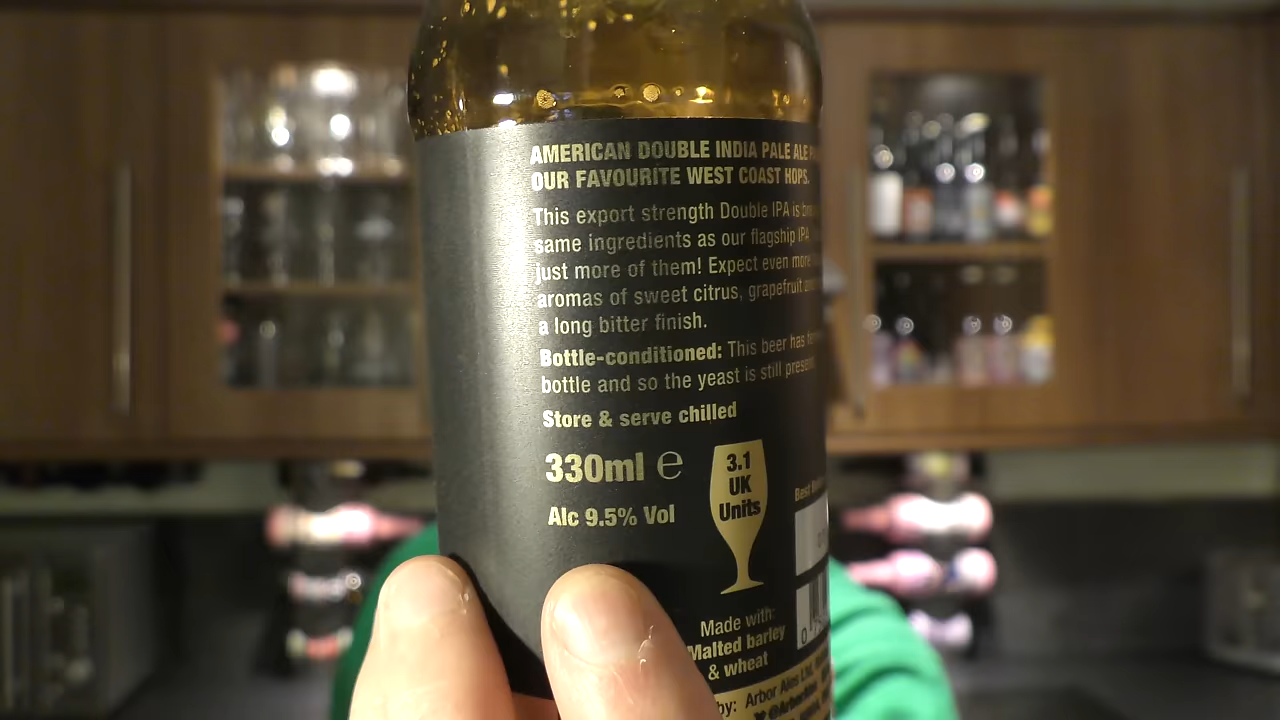 AMERICAN DOUBLE INDIA PALE ALE
OUR FAVOURITE WEST COAST HOPS.
This export strength Double IPA is
same ingredients as our flagship IPA
just more of them! Expect even more
aromas of sweet citrus, grapefruit
a long bitter finish.
Bottle-conditioned: This beer has
bottle and so the yeast is still
Store & serve chilled
330ml ℮
Alc 9.5% Vol
3.1
UK
Units
Best
Made with:
Malted barley
& wheat
by: Arbor Ales Ltd,